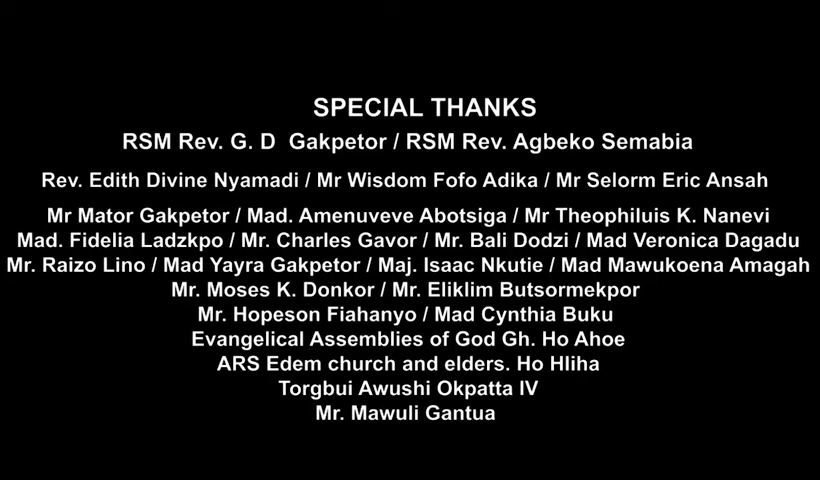 SPECIAL THANKS
RSM Rev. G. D  Gakpetor / RSM Rev. Agbeko Semabia
Rev. Edith Divine Nyamadi / Mr Wisdom Fofo Adika / Mr Selorm Eric Ansah
Mr Mator Gakpetor / Mad. Amenuveve Abotsiga / Mr Theophiluis K. Nanevi
Mad. Fidelia Ladzkpo / Mr. Charles Gavor / Mr. Bali Dodzi / Mad Veronica Dagadu
Mr. Raizo Lino / Mad Yayra Gakpetor / Maj. Isaac Nkutie / Mad Mawukoena Amagah
Mr. Moses K. Donkor / Mr. Eliklim Butsormekpor
Mr. Hopeson Fiahanyo / Mad Cynthia Buku
Evangelical Assemblies of God Gh. Ho Ahoe
ARS Edem church and elders. Ho Hliha
Torgbui Awushi Okpatta IV
Mr. Mawuli Gantua